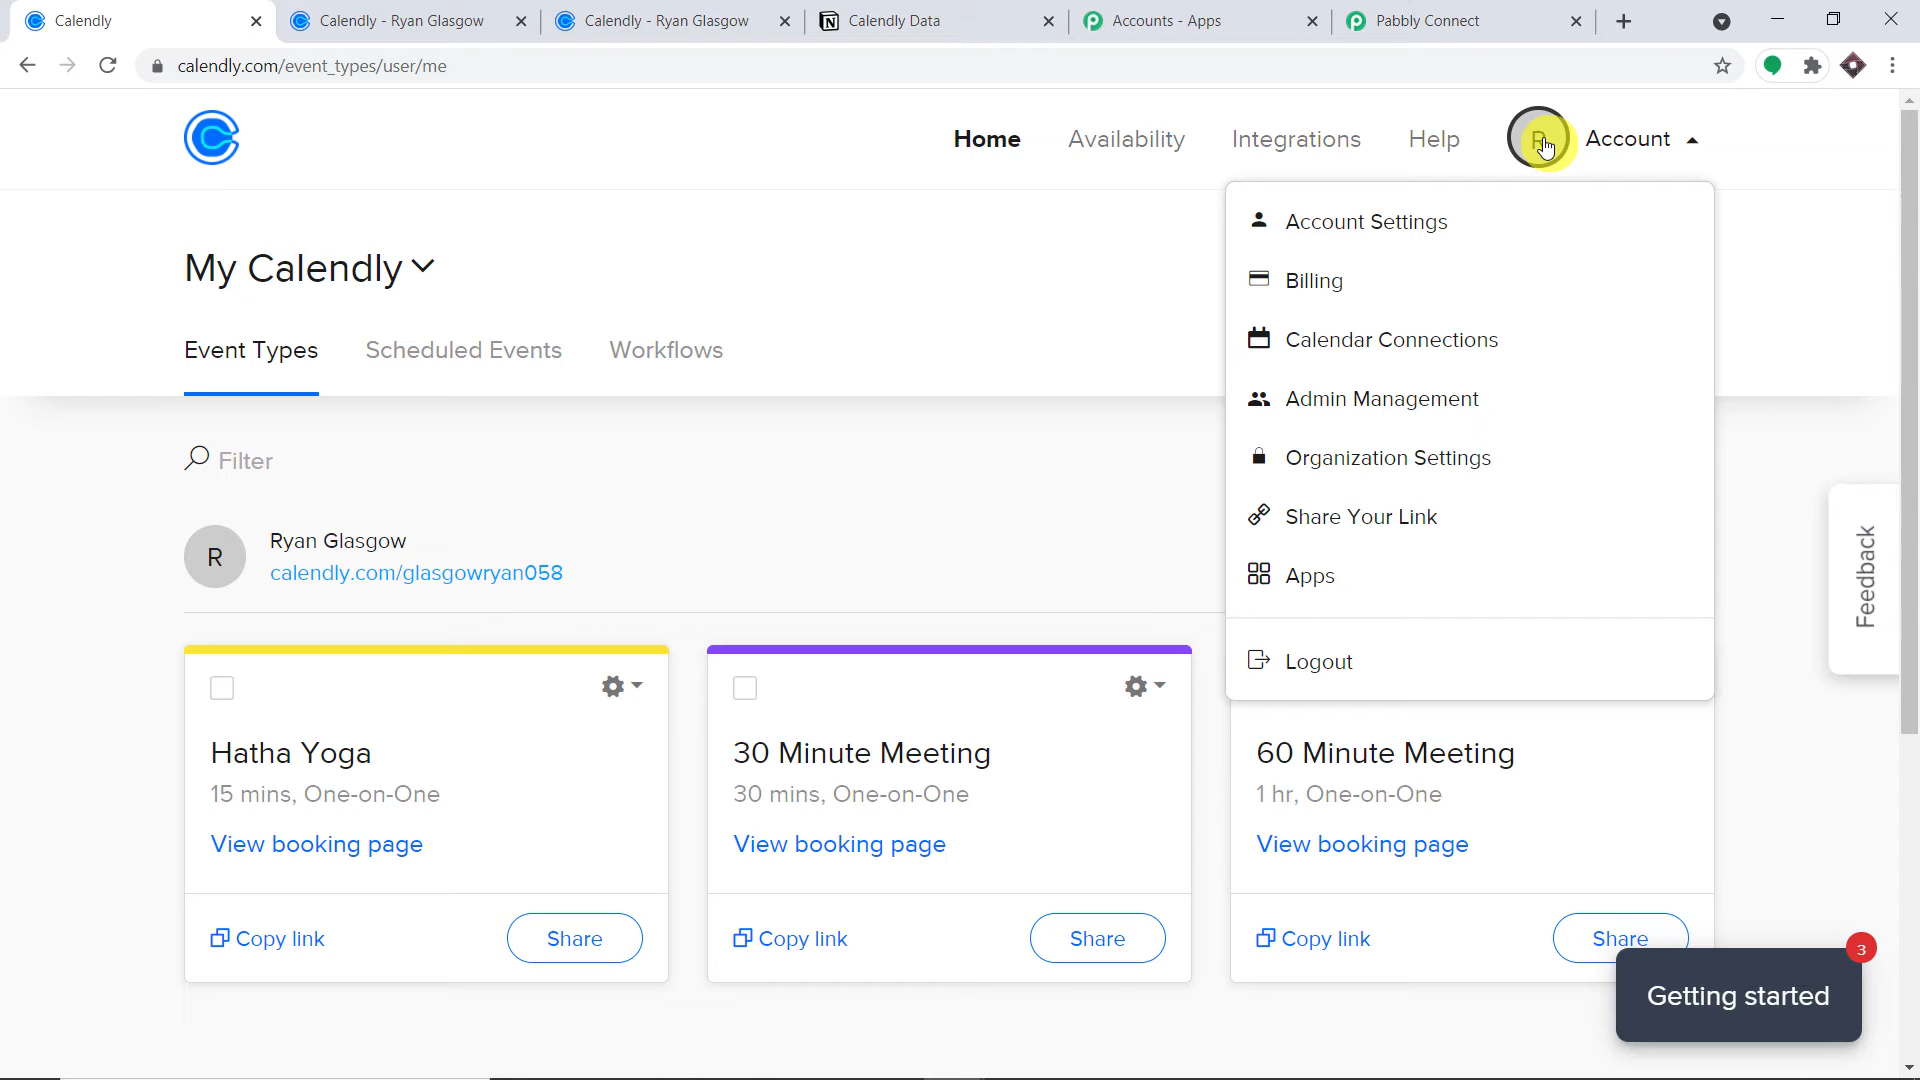 Calendly
Calendly - Ryan Glasgow
Calendly - Ryan Glasgow
Calendly Data
Accounts - Apps
Pabbly Connect
calendly.com/event_types/user/me
Home
Availability
Integrations
Help
R
Account
My Calendly
Event Types
Scheduled Events
Workflows
Account Settings
Billing
Calendar Connections
Admin Management
Organization Settings
Share Your Link
Apps
Logout
Filter
R
Ryan Glasgow
calendly.com/glasgowryan058
Feedback
Hatha Yoga
15 mins, One-on-One
View booking page
Copy link
Share
30 Minute Meeting
30 mins, One-on-One
View booking page
Copy link
Share
60 Minute Meeting
1 hr, One-on-One
View booking page
Copy link
Share
3
Getting started